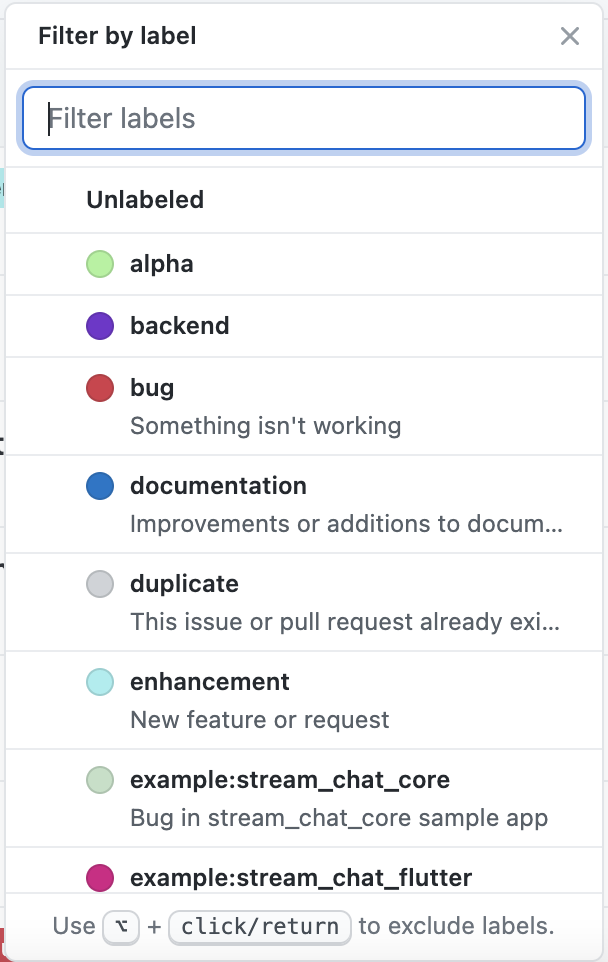 Filter by label
Filter labels
Unlabeled
alpha
backend
bug
Something isn't working
documentation
Improvements or additions to docum...
duplicate
This issue or pull request already exi...
enhancement
New feature or request
example:stream_chat_core
Bug in stream_chat_core sample app
example:stream_chat_flutter
Use ⌥ + click/return to exclude labels.